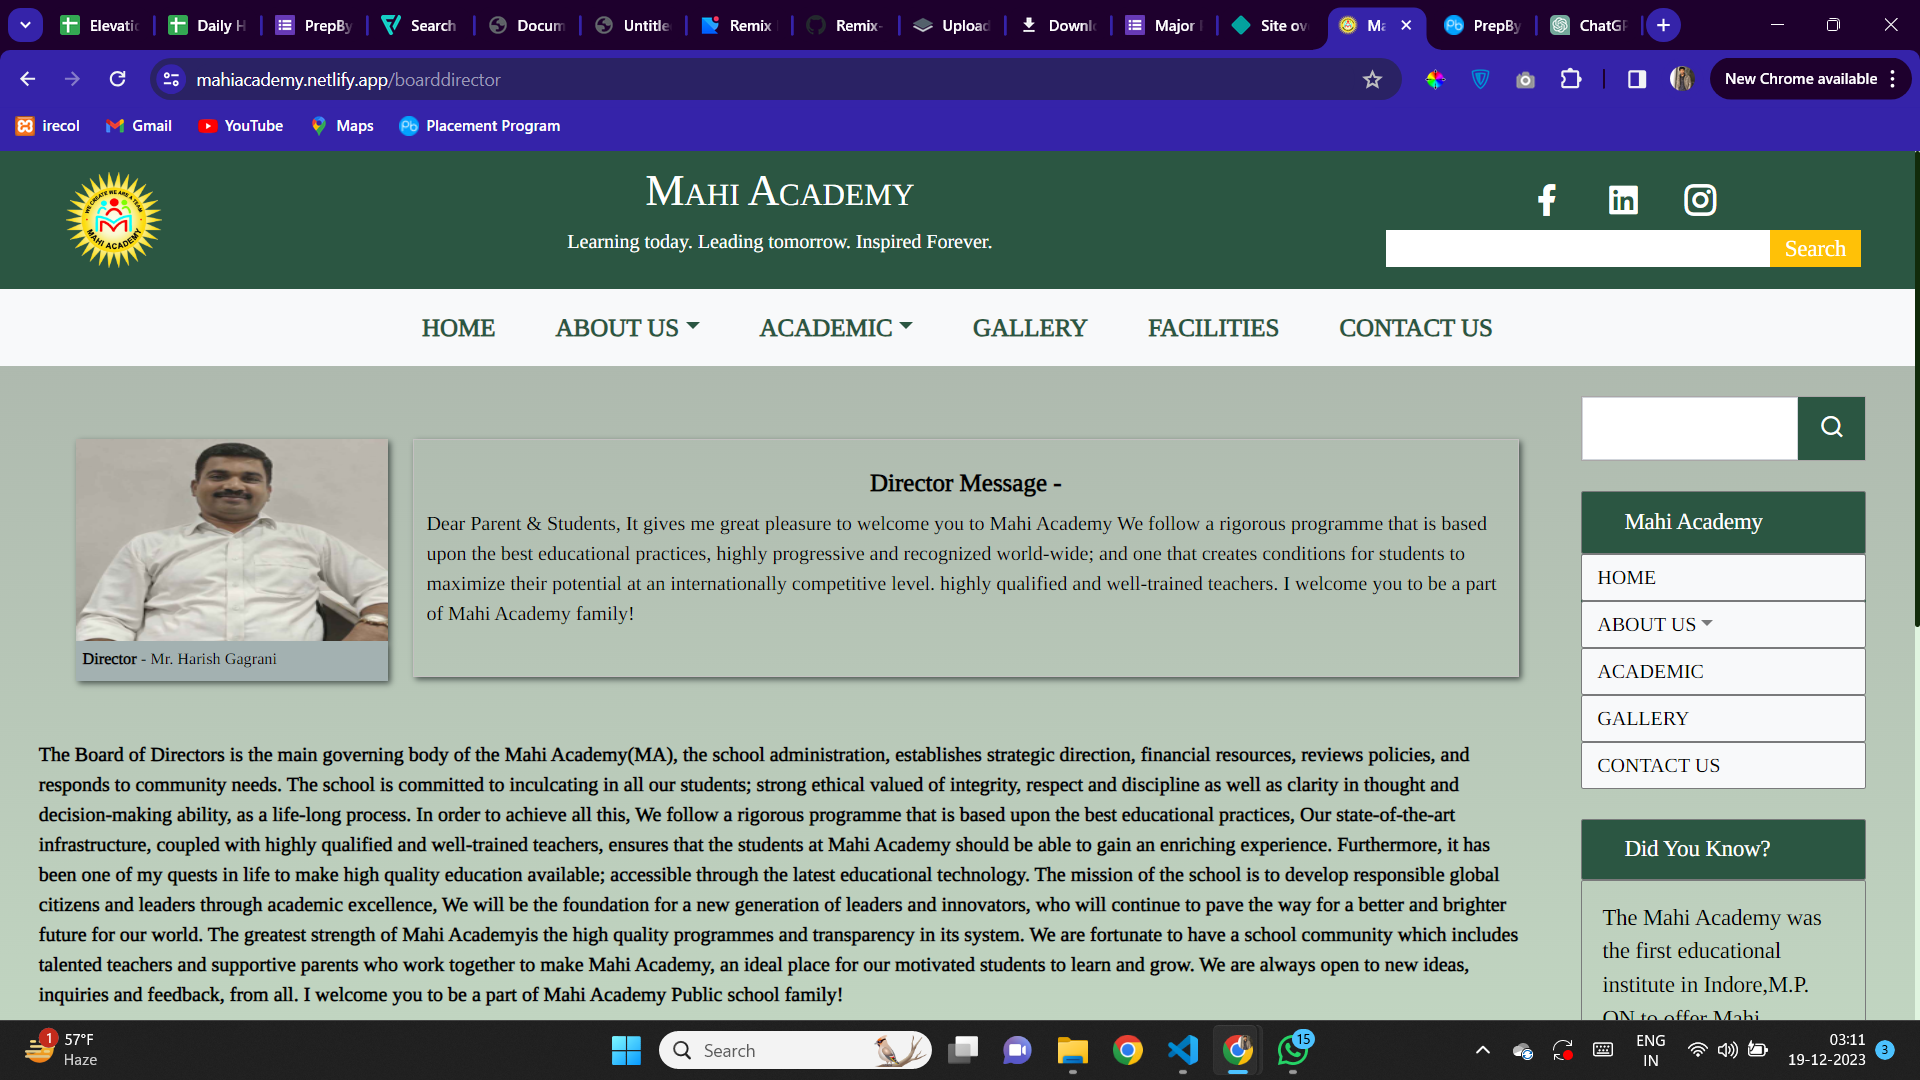 Elevatio
Daily H
PrepBy
Search
Docum
Untitle
Remix
Remix-
Upload
Downl
Major
Site ov
Ma
PrepBy
ChatGP
mahiacademy.netlify.app/boarddirector
New Chrome available
irecol
Gmail
YouTube
Maps
Placement Program
WE CREATE WE ARE A TEAM
MAHI ACADEMY
MAHI ACADEMY
Learning today. Leading tomorrow. Inspired Forever.
Search
HOME
ABOUT US
ACADEMIC
GALLERY
FACILITIES
CONTACT US
Director Message -
Dear Parent & Students, It gives me great pleasure to welcome you to Mahi Academy We follow a rigorous programme that is based
upon the best educational practices, highly progressive and recognized world-wide; and one that creates conditions for students to
maximize their potential at an internationally competitive level. highly qualified and well-trained teachers. I welcome you to be a part
of Mahi Academy family!
Director - Mr. Harish Gagrani
The Board of Directors is the main governing body of the Mahi Academy(MA), the school administration, establishes strategic direction, financial resources, reviews policies, and
responds to community needs. The school is committed to inculcating in all our students; strong ethical valued of integrity, respect and discipline as well as clarity in thought and
decision-making ability, as a life-long process. In order to achieve all this, We follow a rigorous programme that is based upon the best educational practices, Our state-of-the-art
infrastructure, coupled with highly qualified and well-trained teachers, ensures that the students at Mahi Academy should be able to gain an enriching experience. Furthermore, it has
been one of my quests in life to make high quality education available; accessible through the latest educational technology. The mission of the school is to develop responsible global
citizens and leaders through academic excellence, We will be the foundation for a new generation of leaders and innovators, who will continue to pave the way for a better and brighter
future for our world. The greatest strength of Mahi Academyis the high quality programmes and transparency in its system. We are fortunate to have a school community which includes
talented teachers and supportive parents who work together to make Mahi Academy, an ideal place for our motivated students to learn and grow. We are always open to new ideas,
inquiries and feedback, from all. I welcome you to be a part of Mahi Academy Public school family!
Mahi Academy
HOME
ABOUT US
ACADEMIC
GALLERY
CONTACT US
Did You Know?
The Mahi Academy was
the first educational
institute in Indore,M.P.
ON to offer Mahi
1
57°F
Haze
Search
15
ENG
IN
03:11
19-12-2023
3